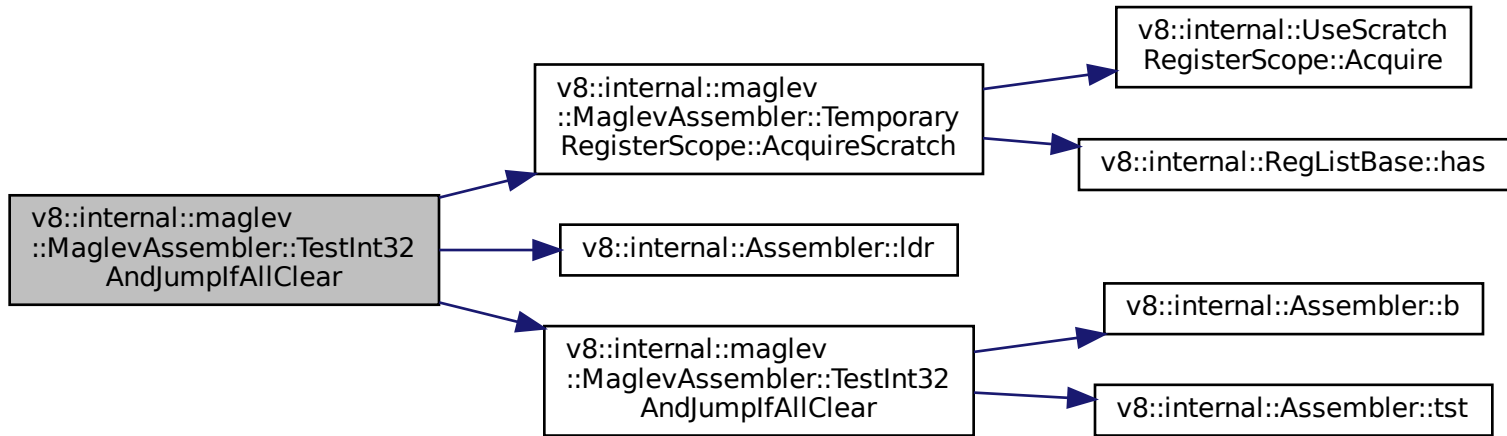 v8::internal::maglev
::MaglevAssembler::TestInt32
AndJumpIfAllClear
v8::internal::maglev
::MaglevAssembler::Temporary
RegisterScope::AcquireScratch
v8::internal::UseScratch
RegisterScope::Acquire
v8::internal::RegListBase::has
v8::internal::Assembler::ldr
v8::internal::maglev
::MaglevAssembler::TestInt32
AndJumpIfAllClear
v8::internal::Assembler::b
v8::internal::Assembler::tst